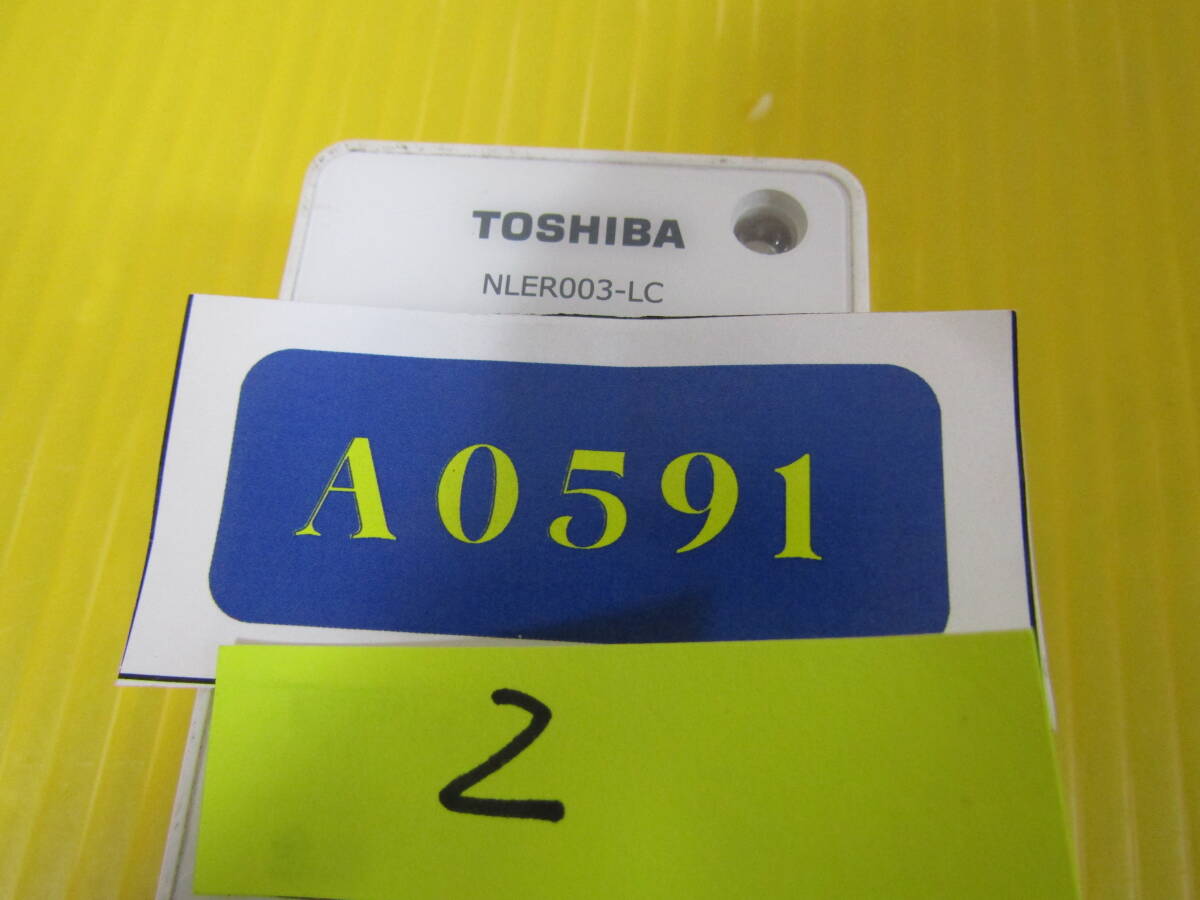 TOSHIBA
NLER003-LC
A0591
2